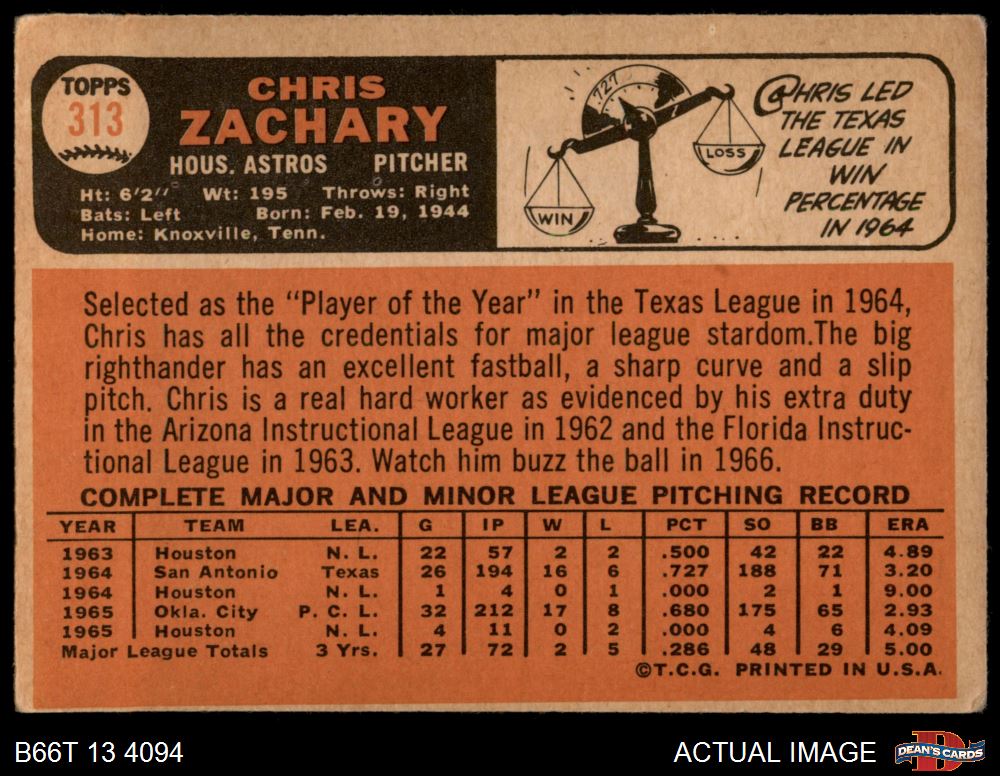 TOPPS
313
CHRIS
ZACHARY
HOUS. ASTROS PITCHER
Ht: 6'2" Wt: 195 Throws: Right
Bats: Left Born: Feb. 19, 1944
Home: Knoxville, Tenn.
.727
WIN
LOSS
CHRIS LED
THE TEXAS
LEAGUE IN
WIN
PERCENTAGE
IN 1964
Selected as the "Player of the Year" in the Texas League in 1964,
Chris has all the credentials for major league stardom.The big
righthander has an excellent fastball, a sharp curve and a slip
pitch. Chris is a real hard worker as evidenced by his extra duty
in the Arizona Instructional League in 1962 and the Florida Instruc-
tional League in 1963. Watch him buzz the ball in 1966.
COMPLETE MAJOR AND MINOR LEAGUE PITCHING RECORD
YEAR TEAM LEA. G IP W L PCT SO BB ERA
1963 Houston N. L. 22 57 2 2 .500 42 22 4.89
1964 San Antonio Texas 26 194 16 6 .727 188 71 3.20
1964 Houston N. L. 1 4 0 1 .000 2 1 9.00
1965 Okla. City P. C. L. 32 212 17 8 .680 175 65 2.93
1965 Houston N. L. 4 11 0 2 .000 4 6 4.09
Major League Totals 3 Yrs. 27 72 2 5 .286 48 29 5.00
©T.C.G. PRINTED IN U.S.A.
B66T 13 4094
ACTUAL IMAGE
D
DEAN'S CARDS